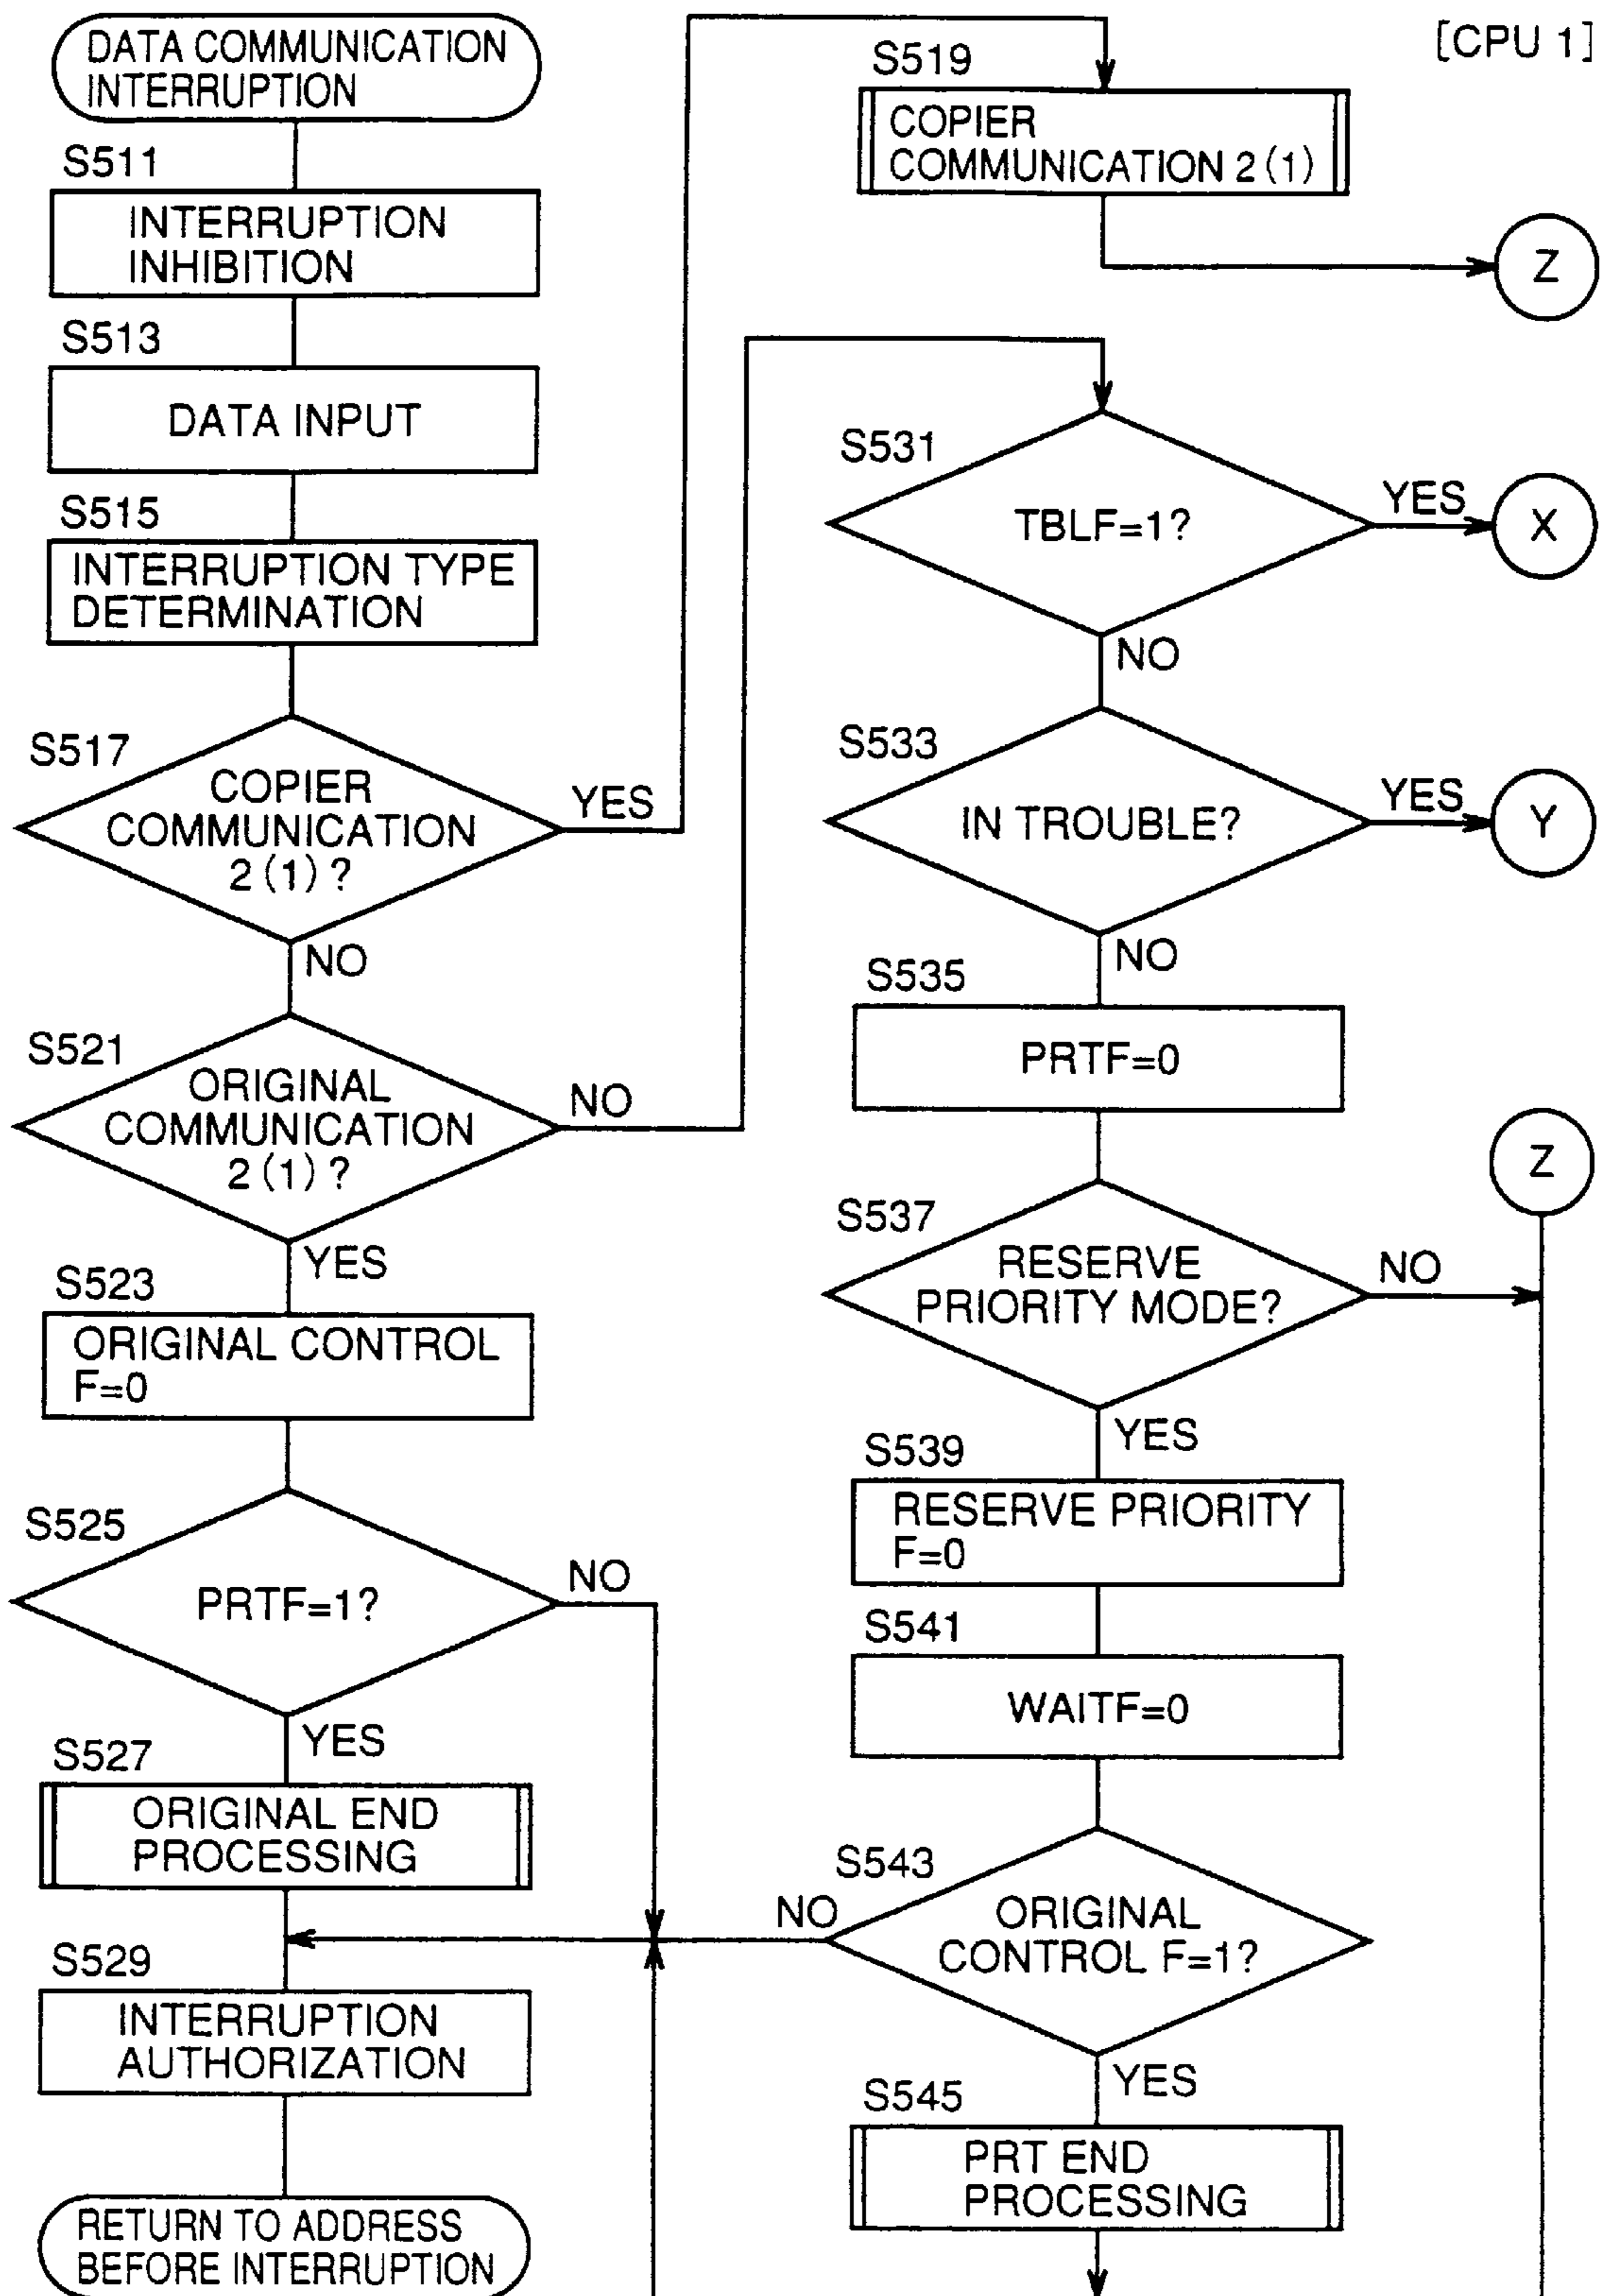 [CPU 1]
DATA COMMUNICATION
INTERRUPTION
S511
INTERRUPTION
INHIBITION
S513
DATA INPUT
S515
INTERRUPTION TYPE
DETERMINATION
S517
COPIER
COMMUNICATION
2(1)?
YES
NO
S521
ORIGINAL
COMMUNICATION
2(1)?
NO
YES
S523
ORIGINAL CONTROL
F=0
S525
PRTF=1?
NO
YES
S527
ORIGINAL END
PROCESSING
S529
INTERRUPTION
AUTHORIZATION
RETURN TO ADDRESS
BEFORE INTERRUPTION
S519
COPIER
COMMUNICATION 2(1)
Z
S531
TBLF=1?
YES
X
NO
S533
IN TROUBLE?
YES
Y
NO
S535
PRTF=0
Z
S537
RESERVE
PRIORITY MODE?
NO
YES
S539
RESERVE PRIORITY
F=0
S541
WAITF=0
S543
NO
ORIGINAL
CONTROL F=1?
YES
S545
PRT END
PROCESSING